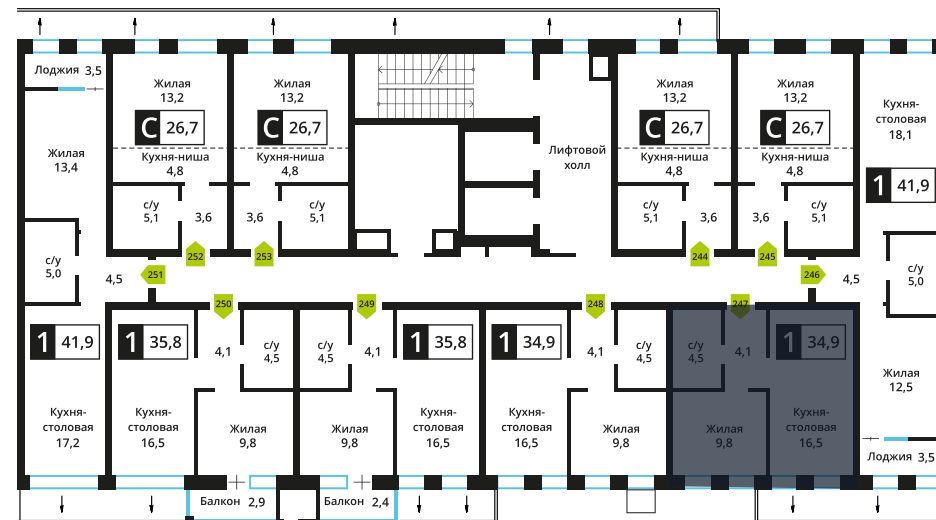 Лоджия 3,5
Жилая
13,4
с/у
5,0
4,5
251
1 41,9
Кухня-
столовая
17,2
Жилая
13,2
С 26,7
Кухня-ниша
4,8
с/у
5,1
3,6
252
Жилая
13,2
С 26,7
Кухня-ниша
4,8
3,6
с/у
5,1
253
Лифтовой
холл
Жилая
13,2
С 26,7
Кухня-ниша
4,8
с/у
5,1
3,6
244
Жилая
13,2
С 26,7
Кухня-ниша
4,8
3,6
с/у
5,1
245
Кухня-
столовая
18,1
1 41,9
246
4,5
с/у
5,0
Жилая
12,5
Лоджия 3,5
250
1 35,8
4,1
с/у
4,5
Кухня-
столовая
16,5
Жилая
9,8
Балкон 2,9
249
с/у
4,5
4,1
1 35,8
Жилая
9,8
Кухня-
столовая
16,5
Балкон 2,4
248
1 34,9
4,1
с/у
4,5
Кухня-
столовая
16,5
Жилая
9,8
247
с/у
4,5
4,1
1 34,9
Жилая
9,8
Кухня-
столовая
16,5